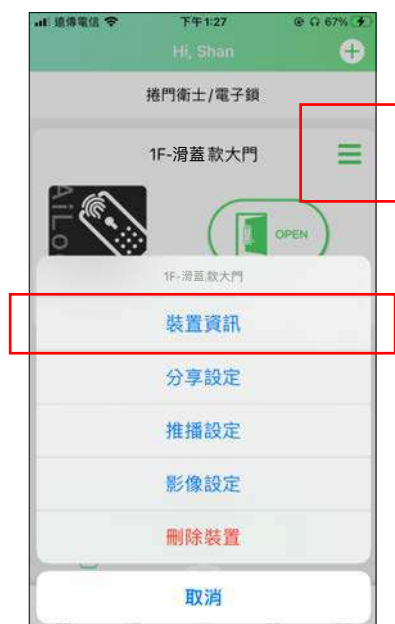 遠傳電信 下午1:27 67%
Hi, Shan
捲門衛士/電子鎖
1F-滑蓋款大門
AiLo
OPEN
1F-滑蓋款大門
裝置資訊
分享設定
推播設定
影像設定
刪除裝置
取消